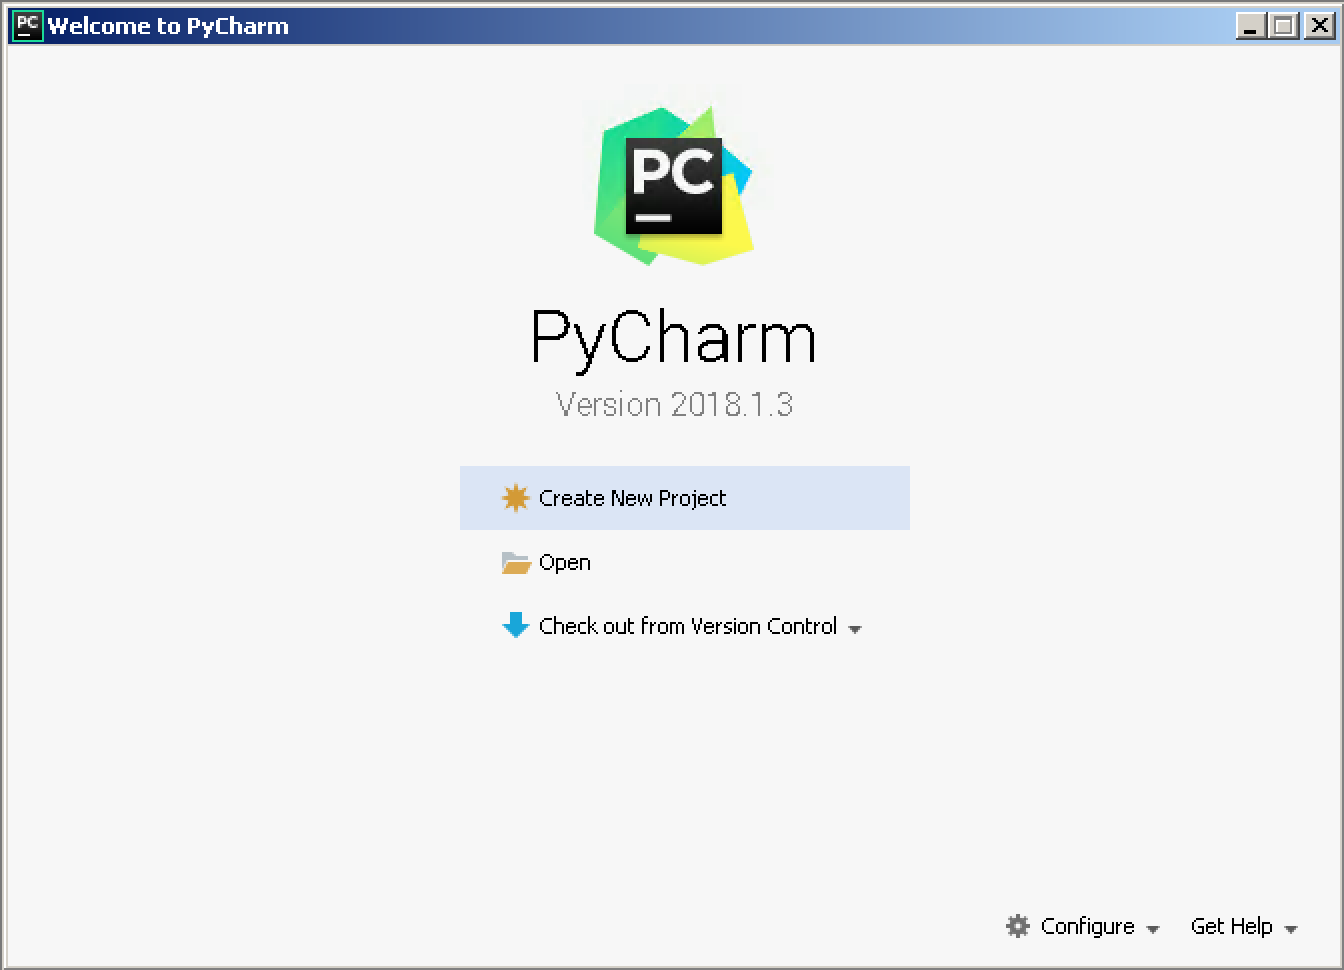 PC Welcome to PyCharm
PC
PyCharm
Version 2018.1.3
Create New Project
Open
Check out from Version Control
Configure Get Help